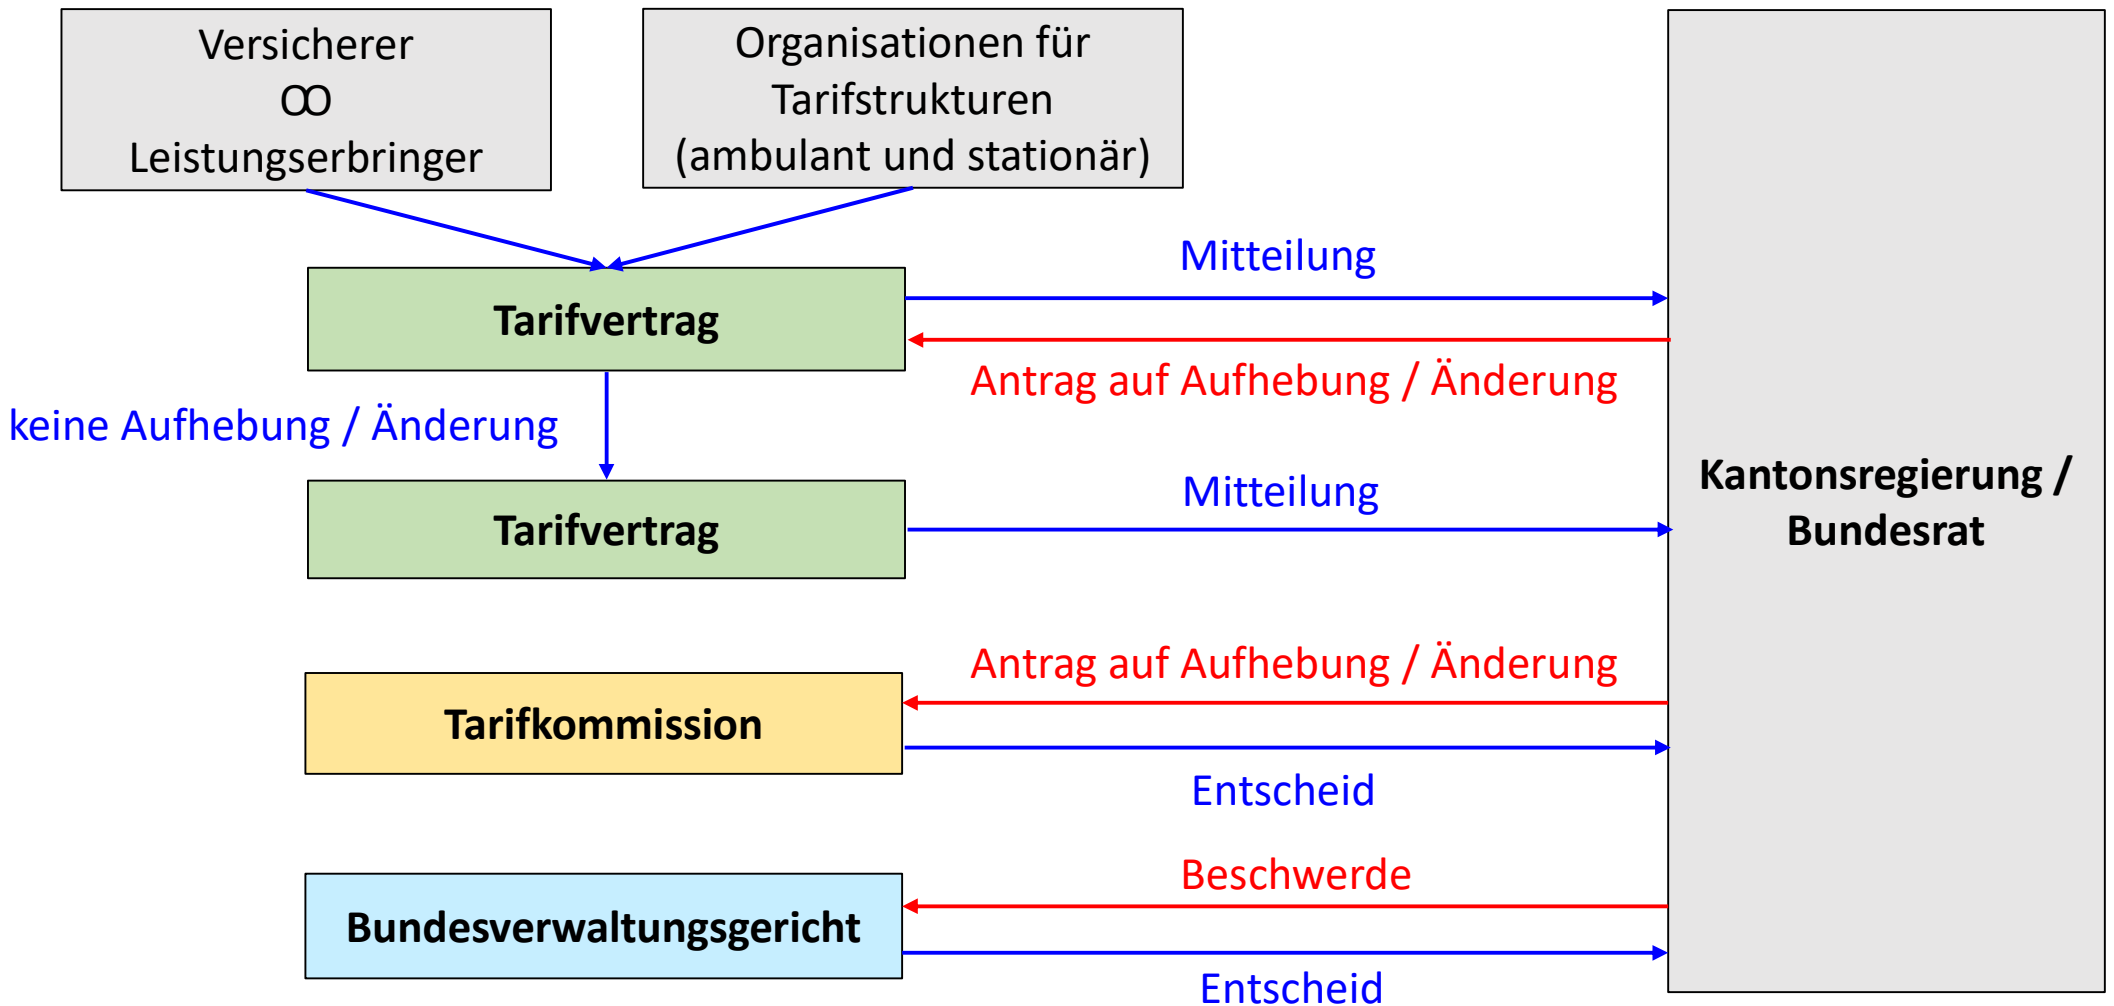 Versicherer
Ꝏ
Leistungserbringer
Organisationen für
Tarifstrukturen
(ambulant und stationär)
Mitteilung
Tarifvertrag
Antrag auf Aufhebung / Änderung
keine Aufhebung / Änderung
Kantonsregierung /
Bundesrat
Mitteilung
Tarifvertrag
Antrag auf Aufhebung / Änderung
Tarifkommission
Entscheid
Beschwerde
Bundesverwaltungsgericht
Entscheid